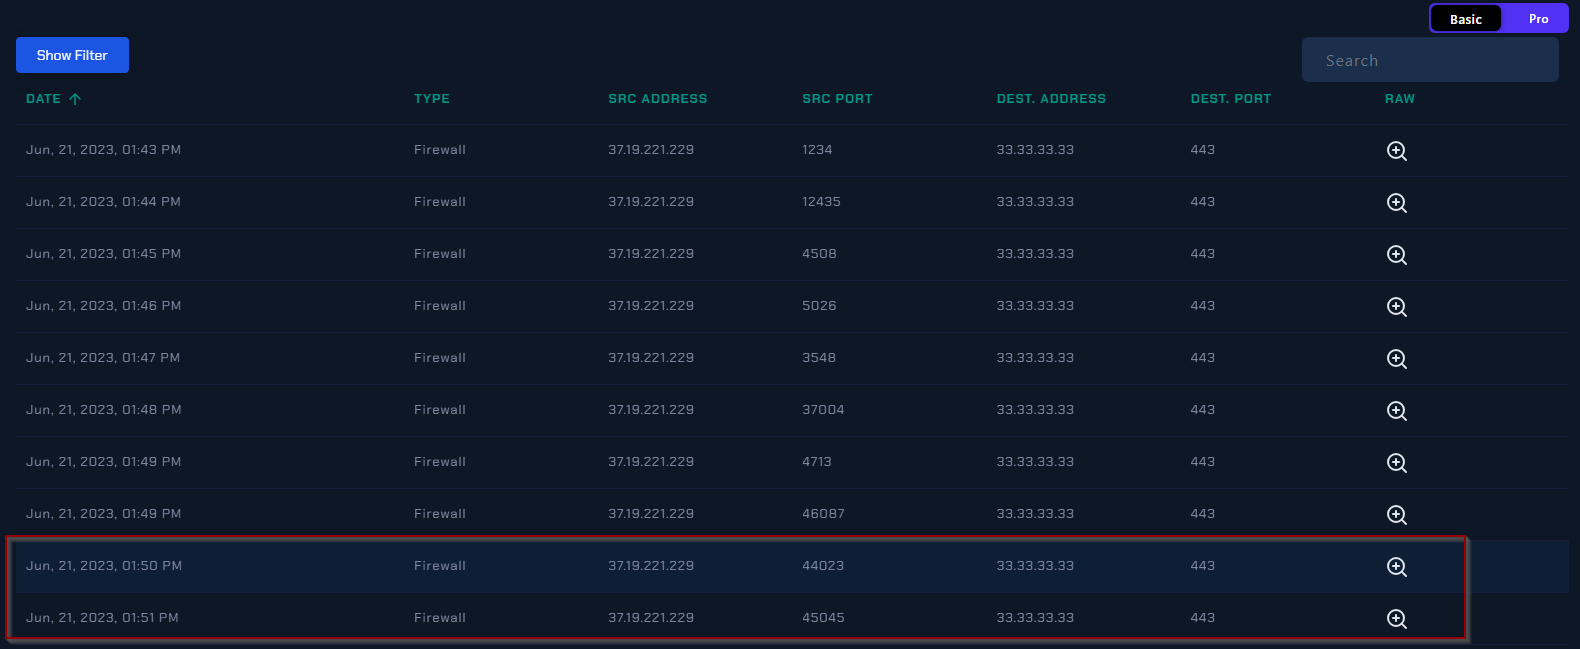 Basic Pro
Show Filter
Search
DATE TYPE SRC ADDRESS SRC PORT DEST. ADDRESS DEST. PORT RAW
Jun, 21, 2023, 01:43 PM Firewall 37.19.221.229 1234 33.33.33.33 443
Jun, 21, 2023, 01:44 PM Firewall 37.19.221.229 12435 33.33.33.33 443
Jun, 21, 2023, 01:45 PM Firewall 37.19.221.229 4508 33.33.33.33 443
Jun, 21, 2023, 01:46 PM Firewall 37.19.221.229 5026 33.33.33.33 443
Jun, 21, 2023, 01:47 PM Firewall 37.19.221.229 3548 33.33.33.33 443
Jun, 21, 2023, 01:48 PM Firewall 37.19.221.229 37004 33.33.33.33 443
Jun, 21, 2023, 01:49 PM Firewall 37.19.221.229 4713 33.33.33.33 443
Jun, 21, 2023, 01:49 PM Firewall 37.19.221.229 46087 33.33.33.33 443
Jun, 21, 2023, 01:50 PM Firewall 37.19.221.229 44023 33.33.33.33 443
Jun, 21, 2023, 01:51 PM Firewall 37.19.221.229 45045 33.33.33.33 443